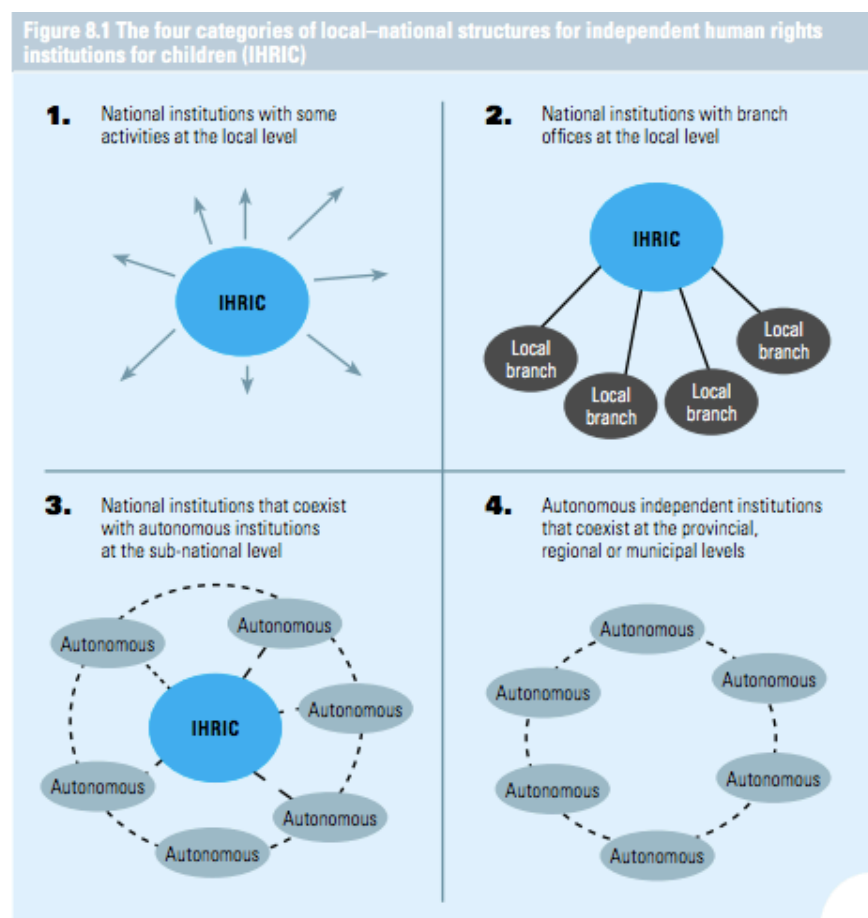 Figure 8.1 The four categories of local–national structures for independent human rights
institutions for children (IHRIC)
1.
National institutions with some
activities at the local level
IHRIC
2.
National institutions with branch
offices at the local level
IHRIC
Local
branch
Local
branch
Local
branch
Local
branch
3.
National institutions that coexist
with autonomous institutions
at the sub-national level
Autonomous
Autonomous
Autonomous
IHRIC
Autonomous
Autonomous
Autonomous
4.
Autonomous independent institutions
that coexist at the provincial,
regional or municipal levels
Autonomous
Autonomous
Autonomous
Autonomous
Autonomous
Autonomous